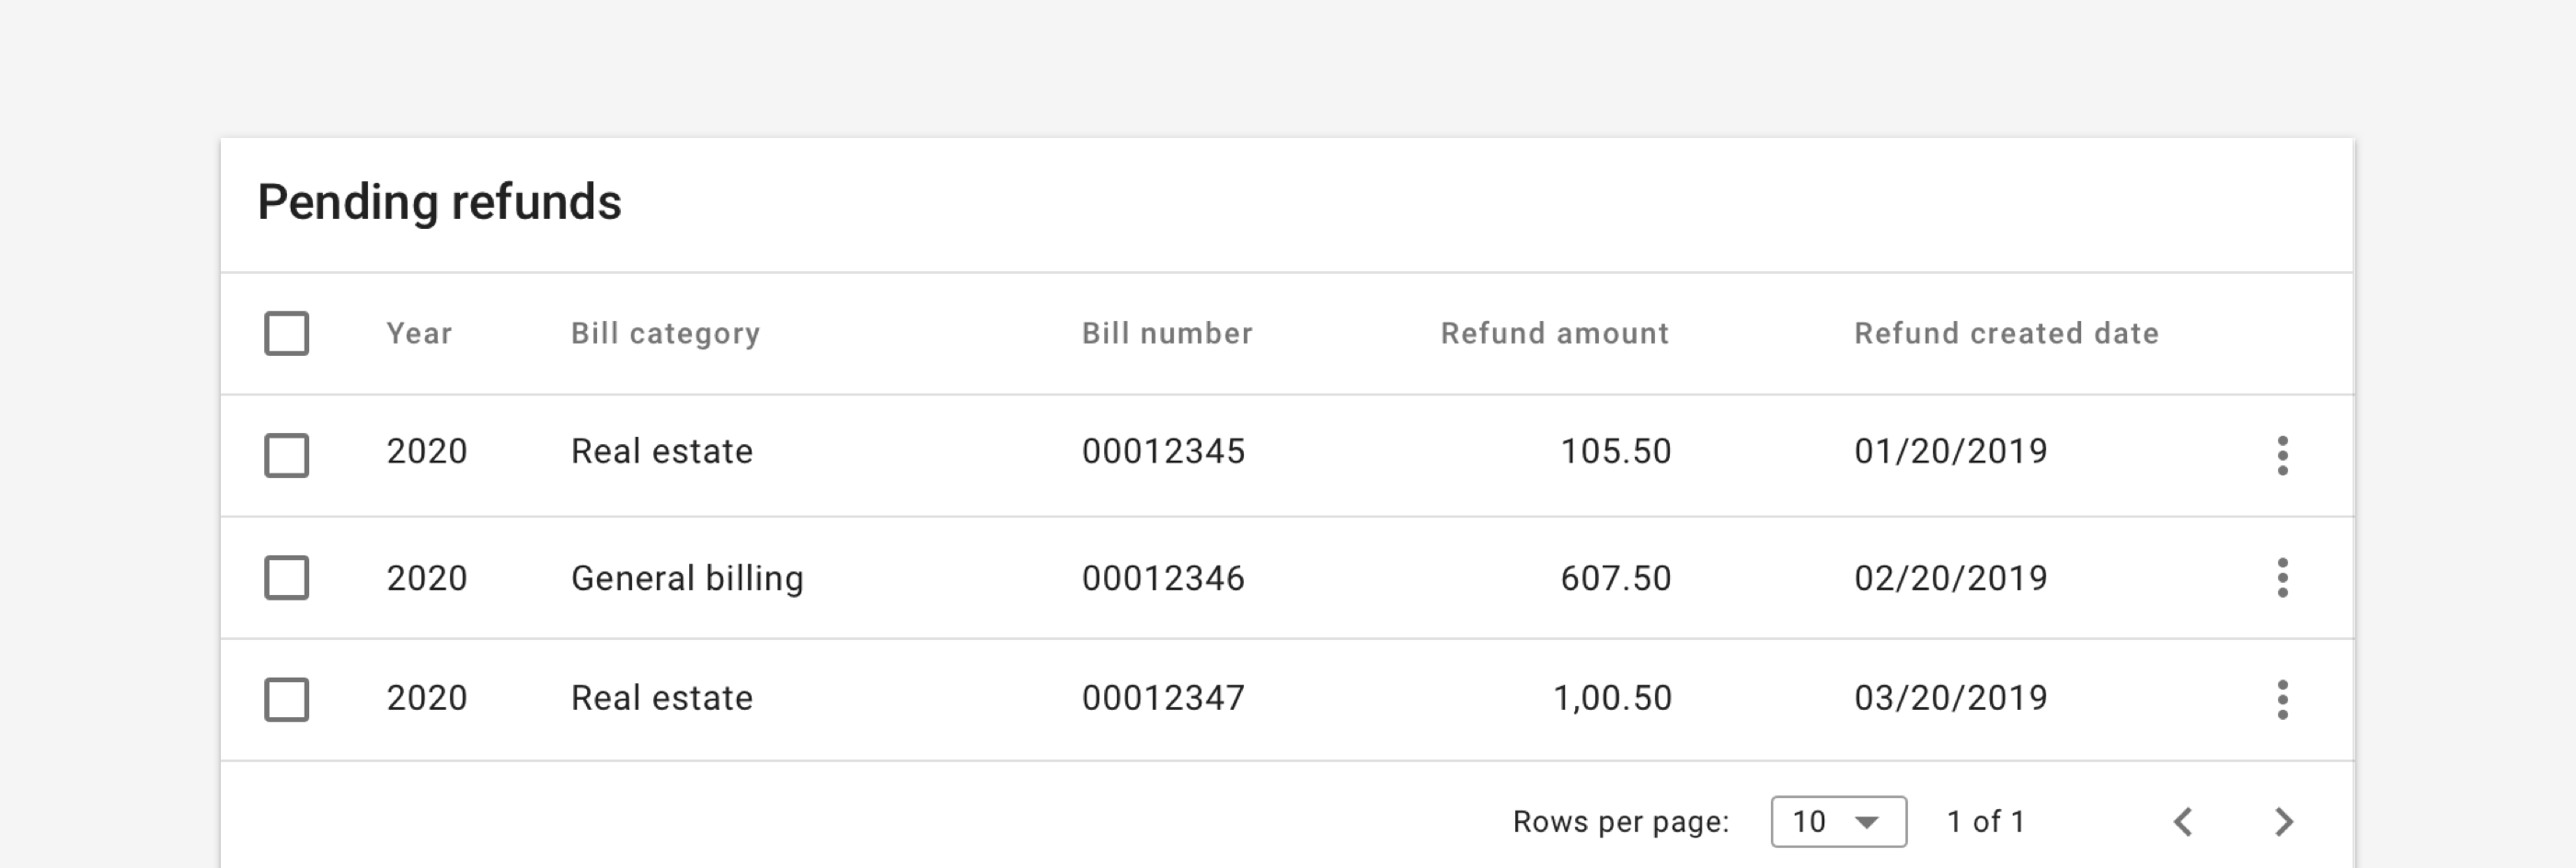 Pending refunds
Year Bill category Bill number Refund amount Refund created date
2020 Real estate 00012345 105.50 01/20/2019
2020 General billing 00012346 607.50 02/20/2019
2020 Real estate 00012347 1,00.50 03/20/2019
Rows per page: 10 1 of 1